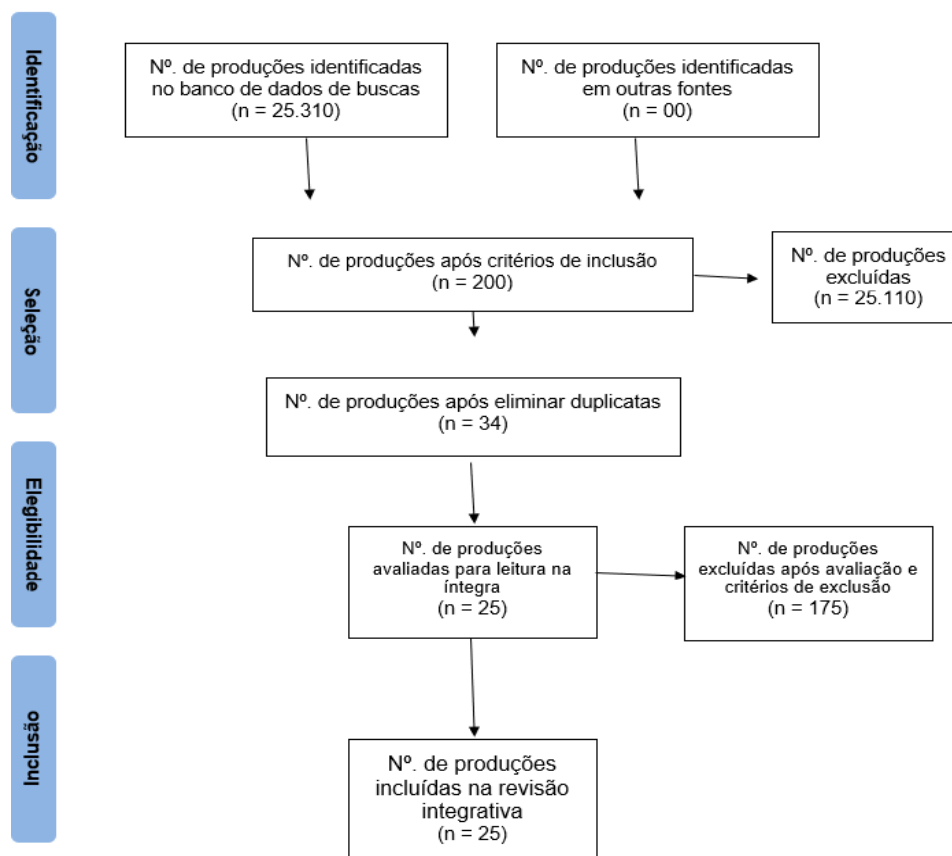 Identificação
Nº. de produções identificadas
no banco de dados de buscas
(n = 25.310)
Nº. de produções identificadas
em outras fontes
(n = 00)
Seleção
Nº. de produções após critérios de inclusão
(n = 200)
Nº. de produções
excluídas
(n = 25.110)
Nº. de produções após eliminar duplicatas
(n = 34)
Elegibilidade
Nº. de produções
avaliadas para leitura na
íntegra
(n = 25)
Nº. de produções
excluídas após avaliação e
critérios de exclusão
(n = 175)
Inclusão
Nº. de produções
incluídas na revisão
integrativa
(n = 25)